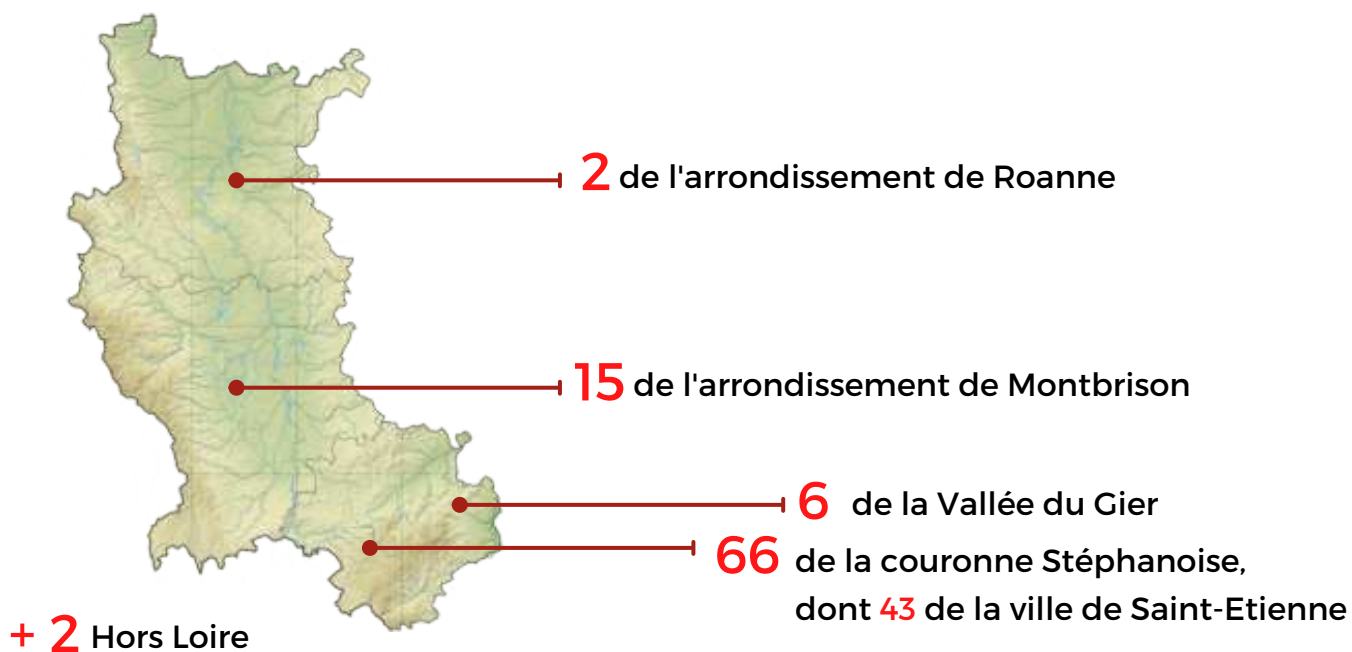 2 de l'arrondissement de Roanne
15 de l'arrondissement de Montbrison
6 de la Vallée du Gier
66 de la couronne Stéphanoise,
dont 43 de la ville de Saint-Etienne
+ 2 Hors Loire